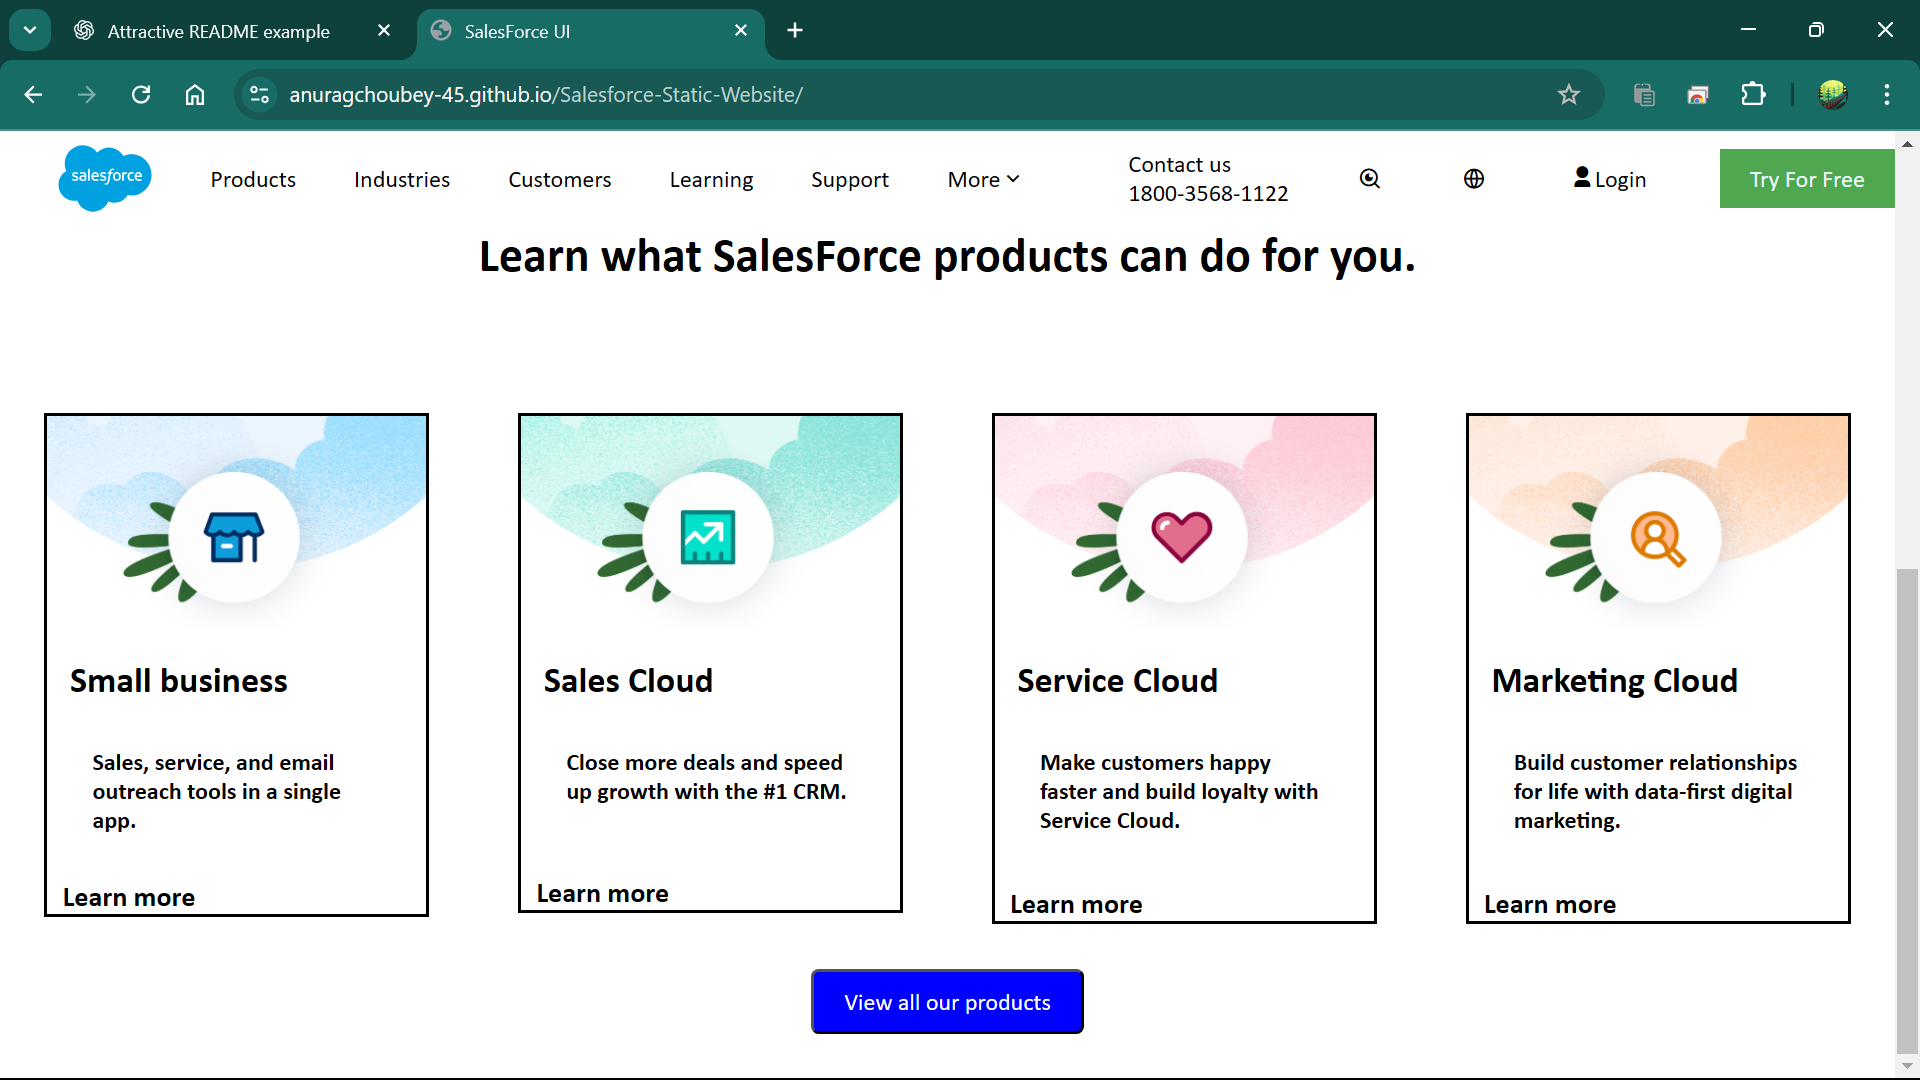 Attractive README example
SalesForce UI
anuragchoubey-45.github.io/Salesforce-Static-Website/
salesforce
Products
Industries
Customers
Learning
Support
More
Contact us
1800-3568-1122
Login
Try For Free
Learn what SalesForce products can do for you.
Small business
Sales, service, and email
outreach tools in a single
app.
Learn more
Sales Cloud
Close more deals and speed
up growth with the #1 CRM.
Learn more
Service Cloud
Make customers happy
faster and build loyalty with
Service Cloud.
Learn more
Marketing Cloud
Build customer relationships
for life with data-first digital
marketing.
Learn more
View all our products